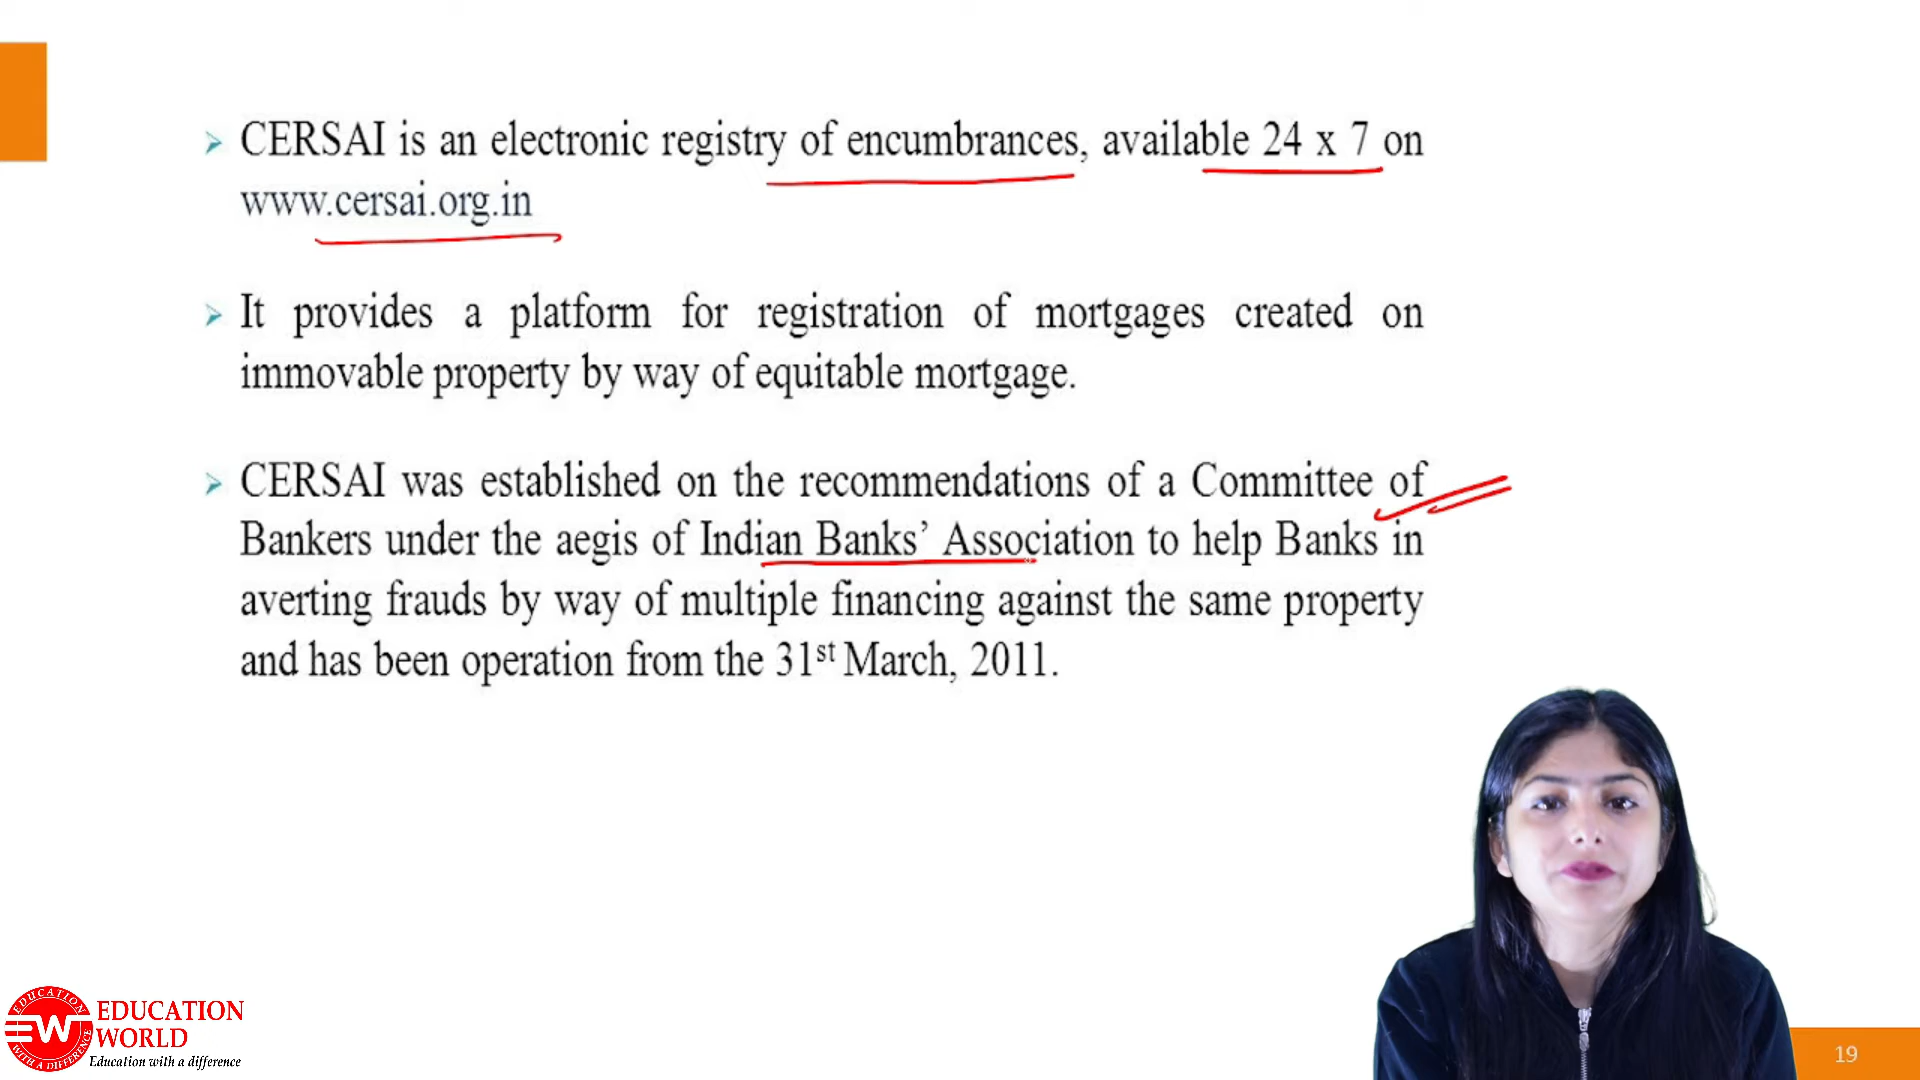 CERSAI is an electronic registry of encumbrances, available 24 x 7 on
www.cersai.org.in
It provides a platform for registration of mortgages created on
immovable property by way of equitable mortgage.
CERSAI was established on the recommendations of a Committee of
Bankers under the aegis of Indian Banks’ Association to help Banks in
averting frauds by way of multiple financing against the same property
and has been operation from the 31st March, 2011.
EDUCATION
EW
WITH A DIFFERENCE
EDUCATION
WORLD
Education with a difference
19